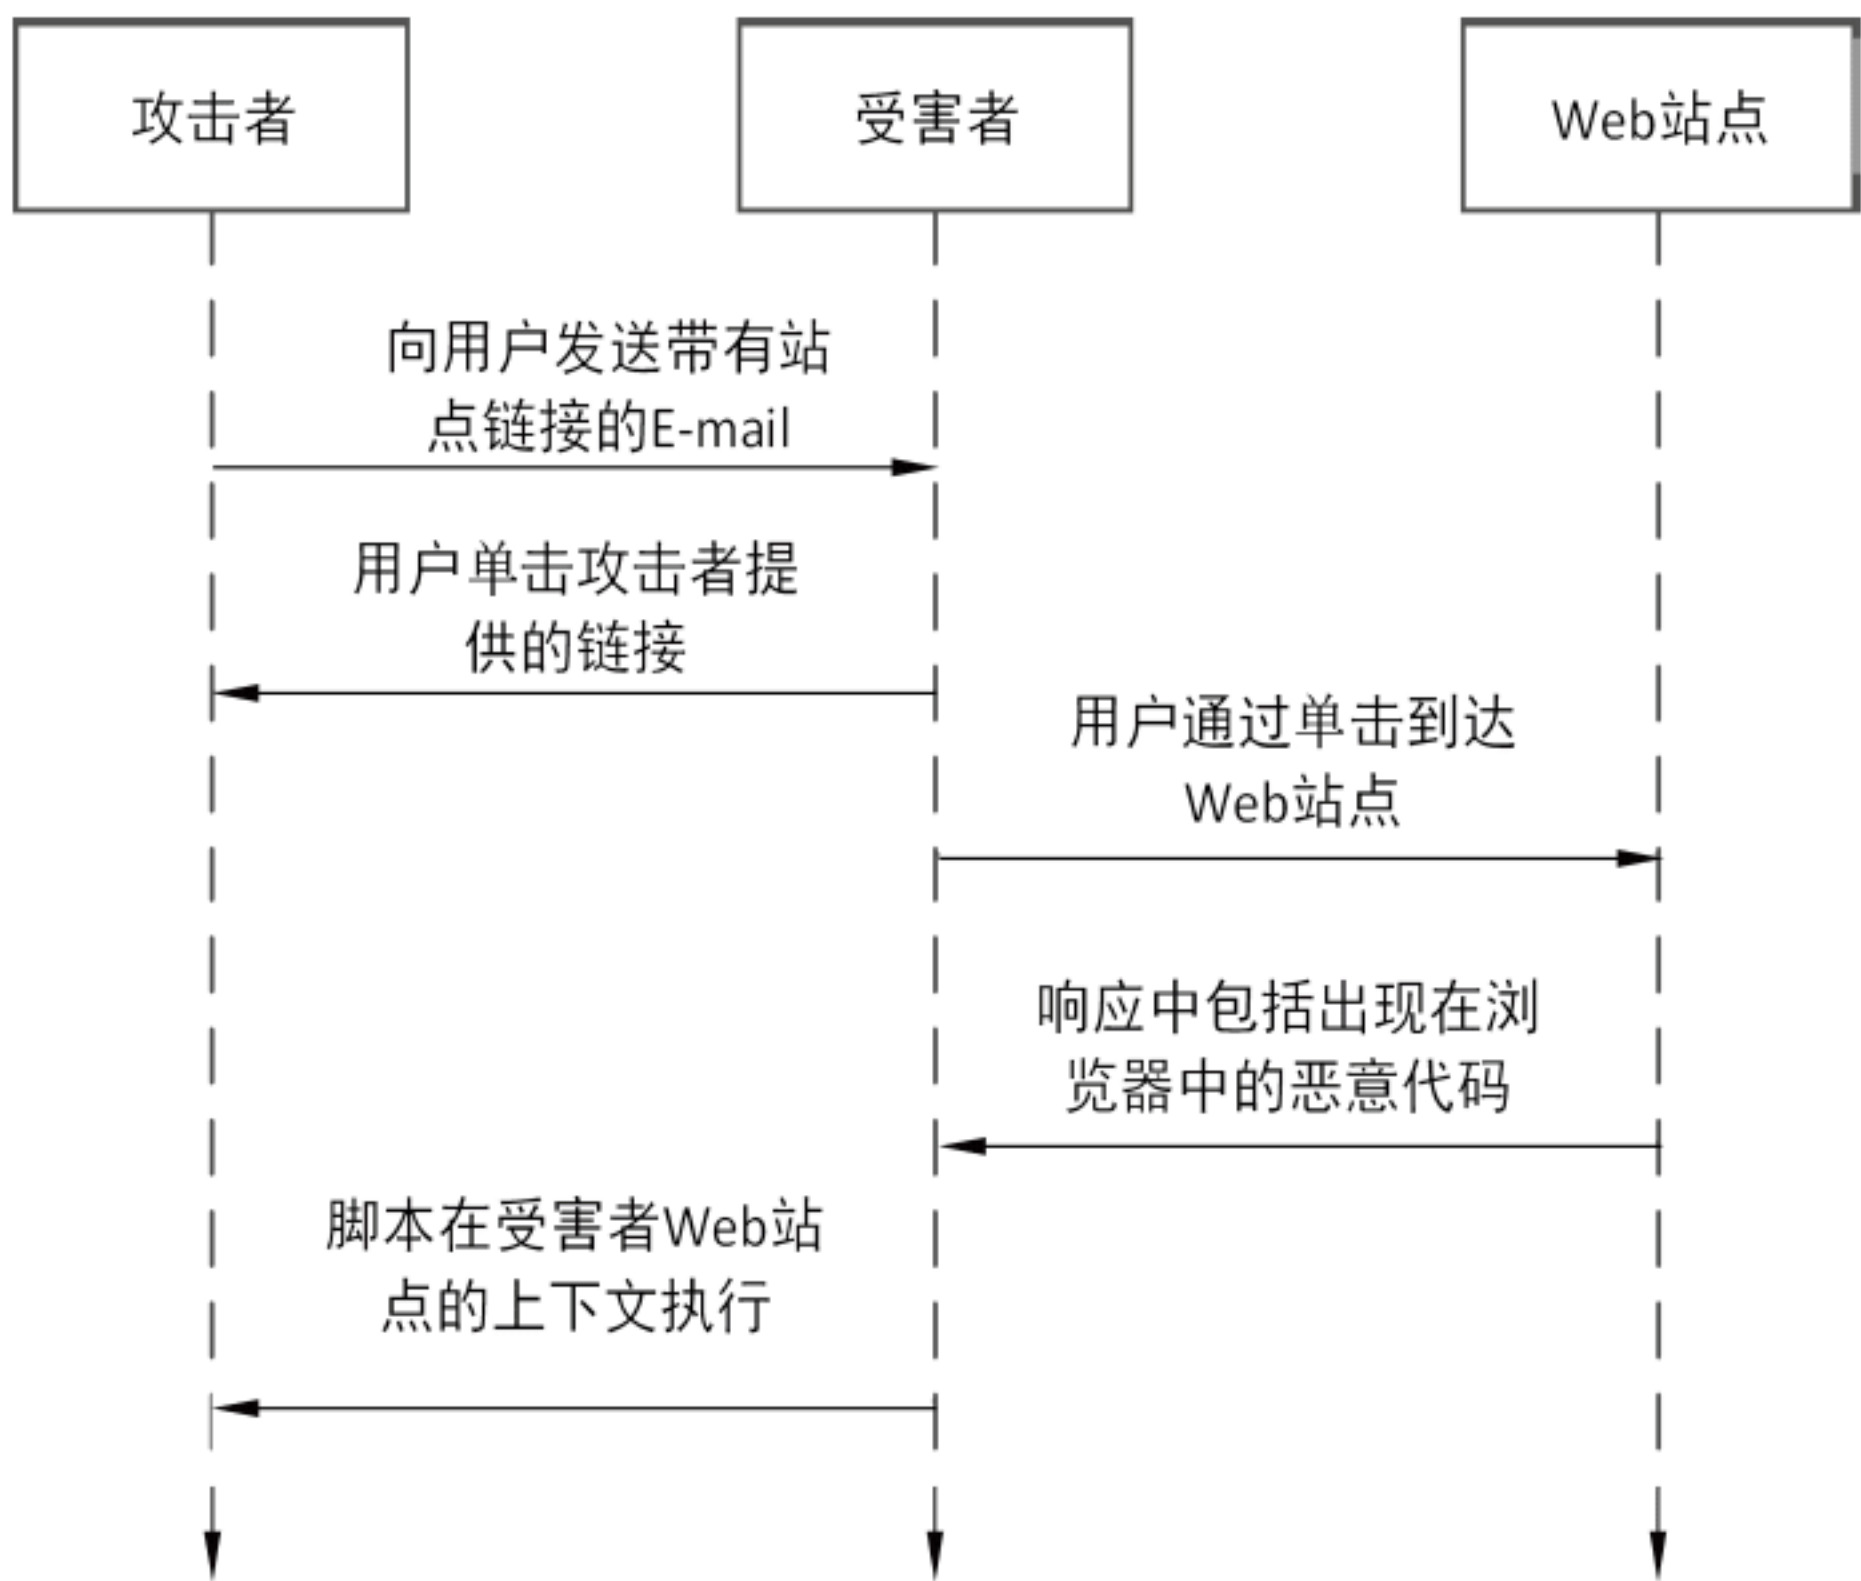 攻击者
受害者
Web站点
向用户发送带有站
点链接的E-mail
用户单击攻击者提
供的链接
用户通过单击到达
Web站点
响应中包括出现在浏
览器中的恶意代码
脚本在受害者Web站
点的上下文执行